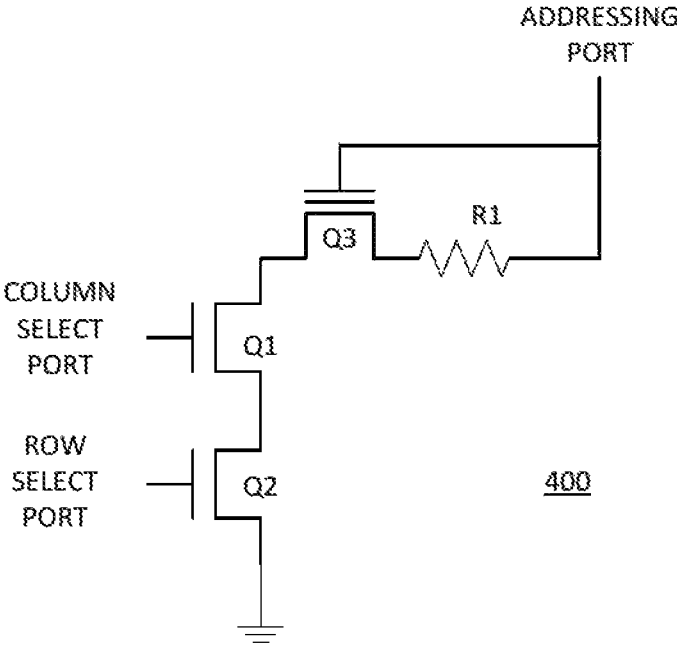 ADDRESSING
PORT
R1
Q3
COLUMN
SELECT
PORT
Q1
ROW
SELECT
PORT
Q2
400